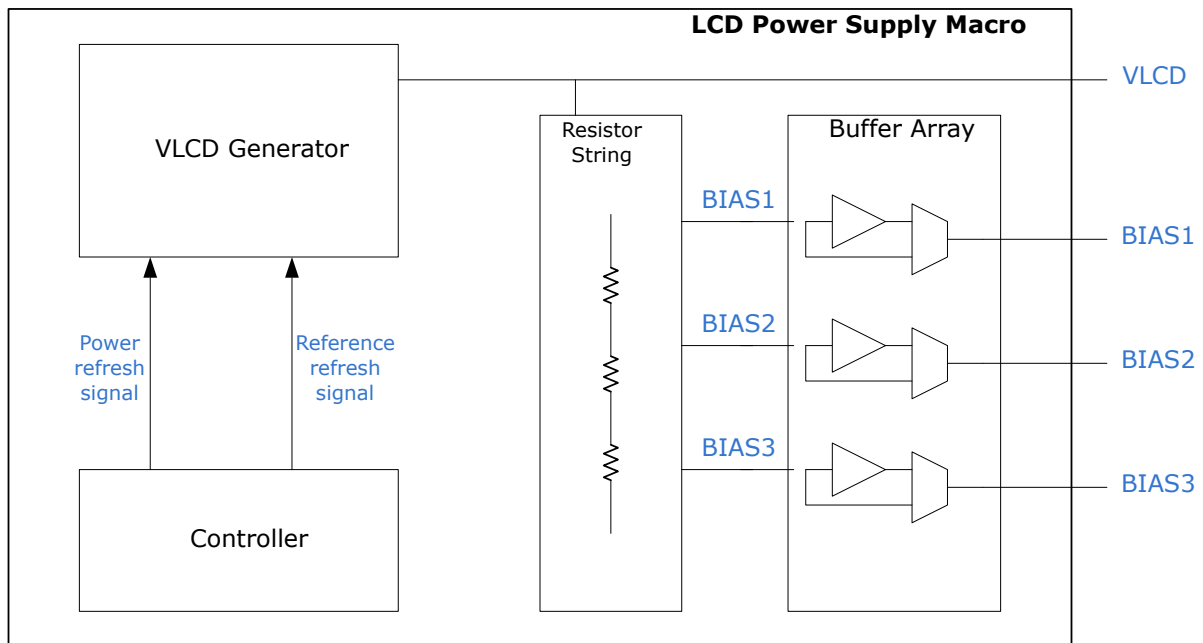 LCD Power Supply Macro
VLCD
VLCD Generator
Resistor
String
Buffer Array
BIAS1
BIAS1
Power
refresh
signal
Reference
refresh
signal
BIAS2
BIAS2
BIAS3
BIAS3
Controller